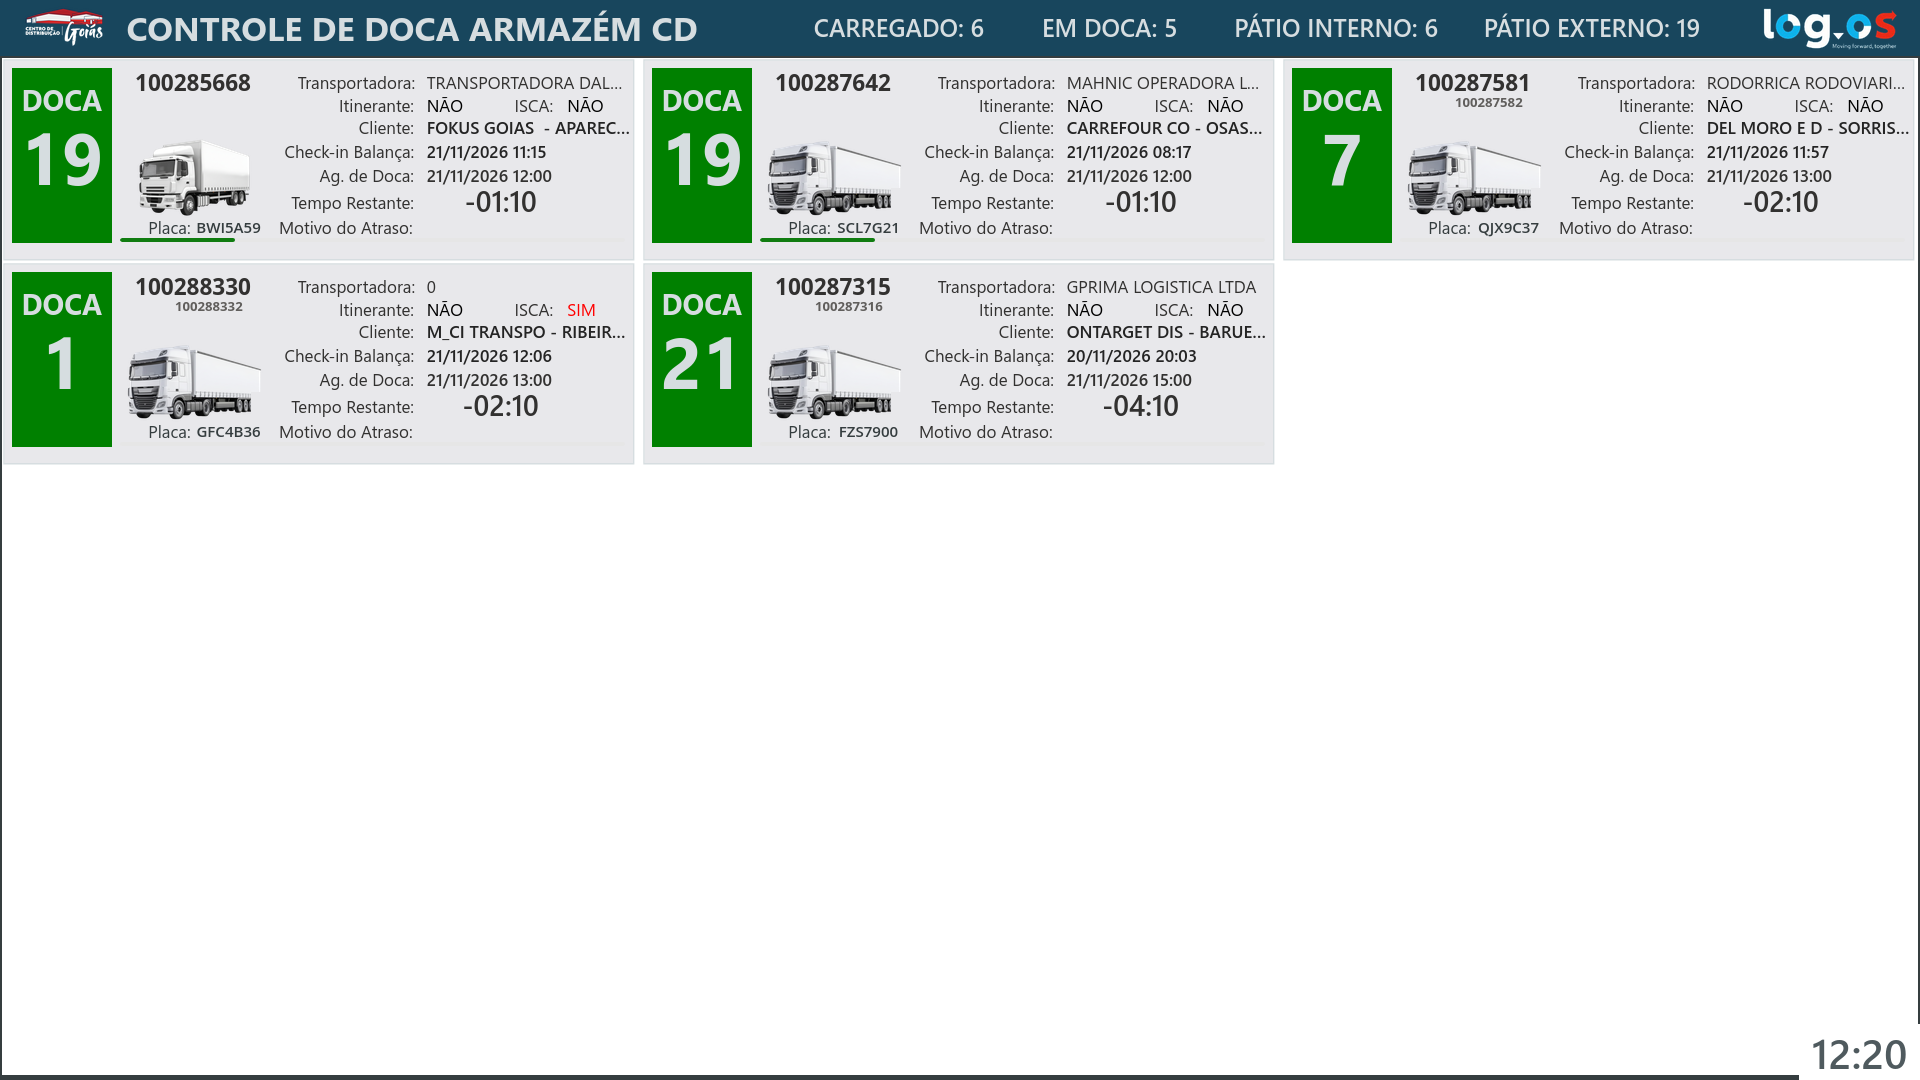 CENTRO DE DISTRIBUIÇÃO Goiás
CONTROLE DE DOCA ARMAZÉM CD
CARREGADO: 6
EM DOCA: 5
PÁTIO INTERNO: 6
PÁTIO EXTERNO: 19
log.os
Moving forward, together
DOCA
19
100285668
Placa: BWI5A59
Transportadora: TRANSPORTADORA DAL...
Itinerante: NÃO ISCA: NÃO
Cliente: FOKUS GOIAS - APAREC...
Check-in Balança: 21/11/2026 11:15
Ag. de Doca: 21/11/2026 12:00
Tempo Restante: -01:10
Motivo do Atraso:
DOCA
19
100287642
Placa: SCL7G21
Transportadora: MAHNIC OPERADORA L...
Itinerante: NÃO ISCA: NÃO
Cliente: CARREFOUR CO - OSAS...
Check-in Balança: 21/11/2026 08:17
Ag. de Doca: 21/11/2026 12:00
Tempo Restante: -01:10
Motivo do Atraso:
DOCA
7
100287581
100287582
Placa: QJX9C37
Transportadora: RODORRICA RODOVIARI...
Itinerante: NÃO ISCA: NÃO
Cliente: DEL MORO E D - SORRIS...
Check-in Balança: 21/11/2026 11:57
Ag. de Doca: 21/11/2026 13:00
Tempo Restante: -02:10
Motivo do Atraso:
DOCA
1
100288330
100288332
Placa: GFC4B36
Transportadora: 0
Itinerante: NÃO ISCA: SIM
Cliente: M_CI TRANSPO - RIBEIR...
Check-in Balança: 21/11/2026 12:06
Ag. de Doca: 21/11/2026 13:00
Tempo Restante: -02:10
Motivo do Atraso:
DOCA
21
100287315
100287316
Placa: FZS7900
Transportadora: GPRIMA LOGISTICA LTDA
Itinerante: NÃO ISCA: NÃO
Cliente: ONTARGET DIS - BARUE...
Check-in Balança: 20/11/2026 20:03
Ag. de Doca: 21/11/2026 15:00
Tempo Restante: -04:10
Motivo do Atraso:
12:20